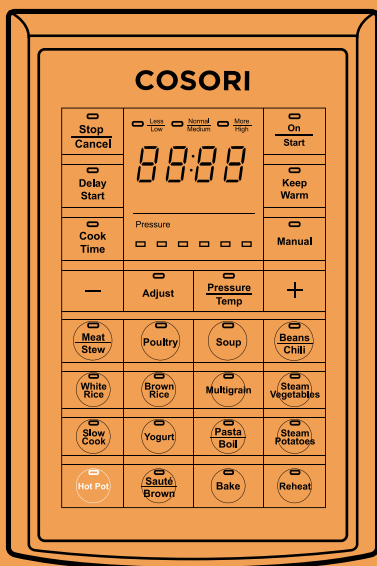 COSORI
Less Normal More
Low Medium High
Stop
Cancel
88:88
On
Start
Delay
Start
Keep
Warm
Cook
Time
Pressure
Manual
— Adjust Pressure +
Temp
Meat
Stew
Poultry
Soup
Beans
Chili
White
Rice
Brown
Rice
Multigrain
Steam
Vegetables
Slow
Cook
Yogurt
Pasta
Boil
Steam
Potatoes
Hot Pot
Sauté
Brown
Bake
Reheat